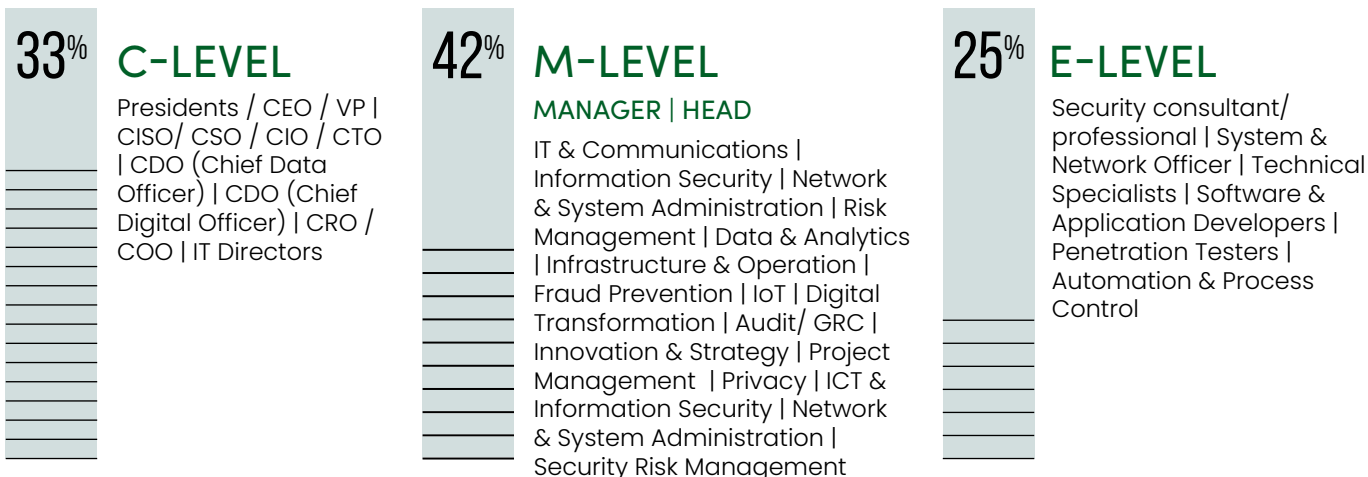 33%
C-LEVEL
Presidents / CEO / VP |
CISO/ CSO / CIO / CTO
| CDO (Chief Data
Officer) | CDO (Chief
Digital Officer) | CRO /
COO | IT Directors
42%
M-LEVEL
MANAGER | HEAD
IT & Communications |
Information Security | Network
& System Administration | Risk
Management | Data & Analytics
| Infrastructure & Operation |
Fraud Prevention | IoT | Digital
Transformation | Audit/ GRC |
Innovation & Strategy | Project
Management | Privacy | ICT &
Information Security | Network
& System Administration |
Security Risk Management
25%
E-LEVEL
Security consultant/
professional | System &
Network Officer | Technical
Specialists | Software &
Application Developers |
Penetration Testers |
Automation & Process
Control